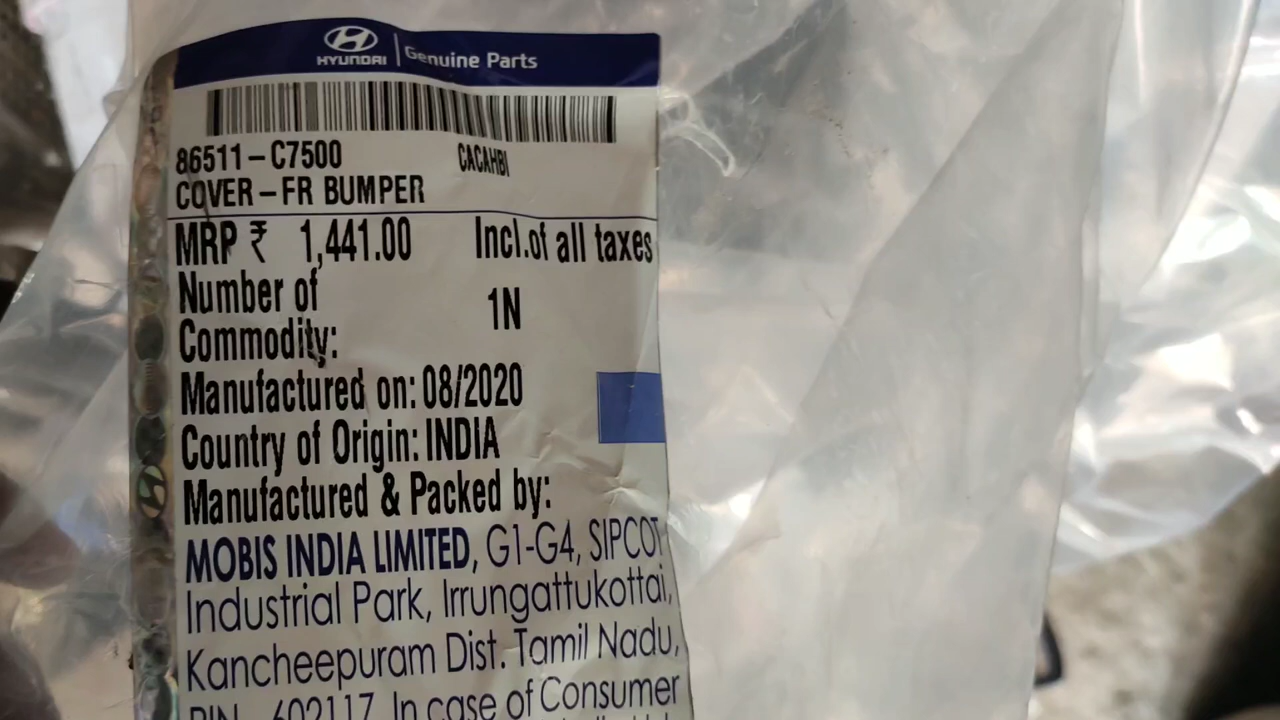 HYUNDAI | Genuine Parts
86511-C7500 CACAHBI
COVER-FR BUMPER
MRP ₹ 1,441.00 Incl.of all taxes
Number of
Commodity: 1N
Manufactured on: 08/2020
Country of Origin: INDIA
Manufactured & Packed by:
MOBIS INDIA LIMITED, G1-G4, SIPCOT
Industrial Park, Irrungattukottai,
Kancheepuram Dist. Tamil Nadu,
PIN - 602117. In case of Consumer